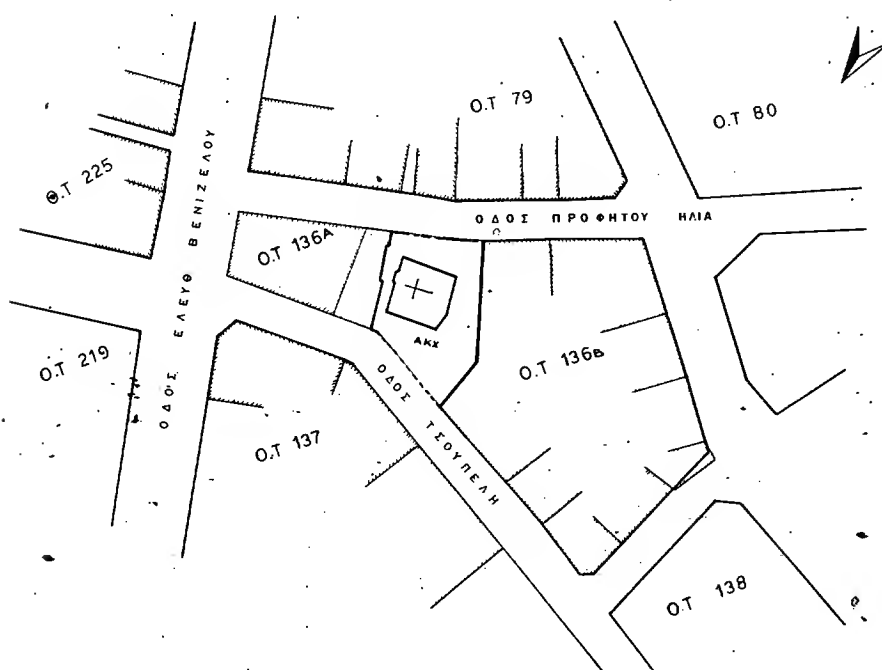 Ο.Τ 79
Ο.Τ 80
Ο.Τ 225
ΟΔΟΣ ΕΛΕΥΘ ΒΕΝΙΖΕΛΟΥ
ΟΔΟΣ ΠΡΟΦΗΤΟΥ ΗΛΙΑ
Ο.Τ 136Α
ΑΚΧ
Ο.Τ 219
Ο.Τ 136Β
ΟΔΟΣ ΤΣΟΥΠΕΛΗ
Ο.Τ 137
Ο.Τ 138